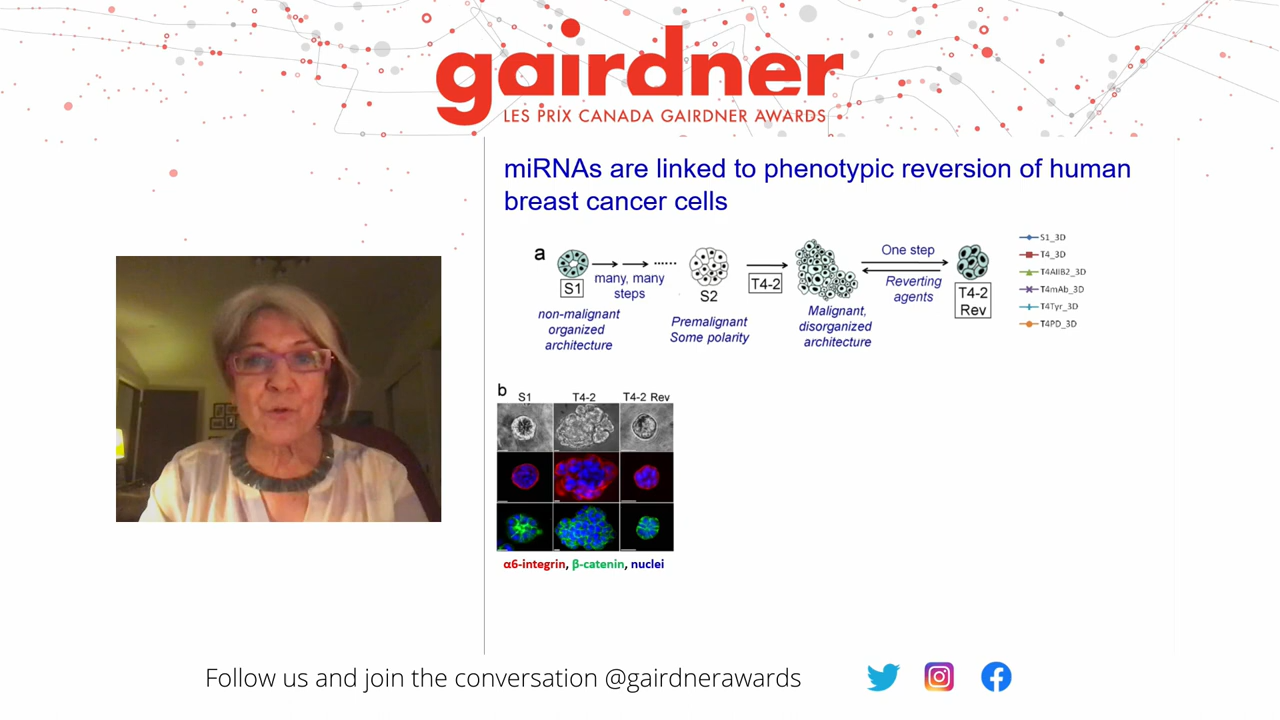 gairdner
LES PRIX CANADA GAIRDNER AWARDS
miRNAs are linked to phenotypic reversion of human
breast cancer cells
a
S1
many, many
steps
non-malignant
organized
architecture
S2
Premalignant
Some polarity
T4-2
Malignant,
disorganized
architecture
One step
Reverting
agents
T4-2
Rev
S1_3D
T4_3D
T4AIIB2_3D
T4mAb_3D
T4Tyr_3D
T4PD_3D
b
S1 T4-2 T4-2 Rev
α6-integrin, β-catenin, nuclei
Follow us and join the conversation @gairdnerawards